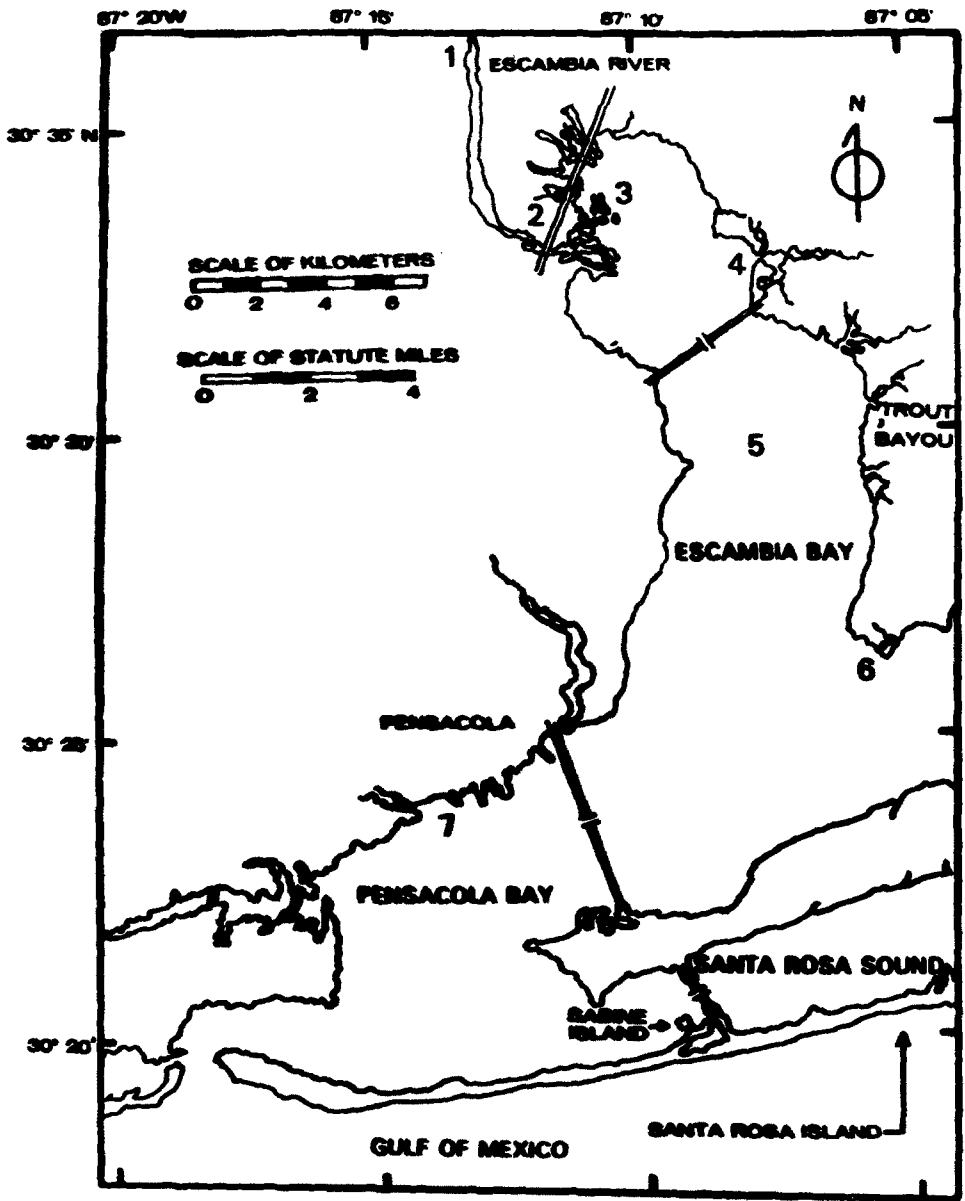 87° 20'W 87° 15' 87° 10' 87° 05'
1
ESCAMBIA RIVER
N
30° 35' N
3
2
4
SCALE OF KILOMETERS
0 2 4 6
SCALE OF STATUTE MILES
0 2 4
TROUT
BAYOU
30° 30'
5
ESCAMBIA BAY
6
PENSACOLA
30° 25'
7
PENSACOLA BAY
SANTA ROSA SOUND
SABINE
ISLAND
30° 20'
SANTA ROSA ISLAND
GULF OF MEXICO